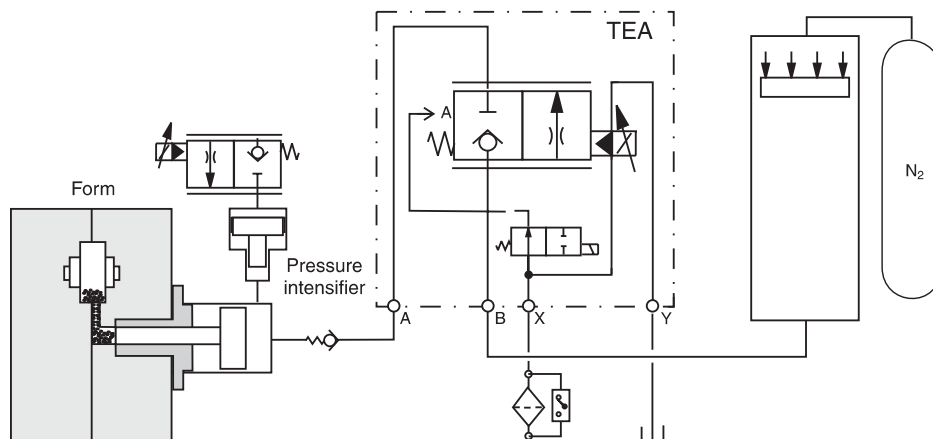 TEA
A
Form
N2
Pressure
intensifier
A
B
X
Y